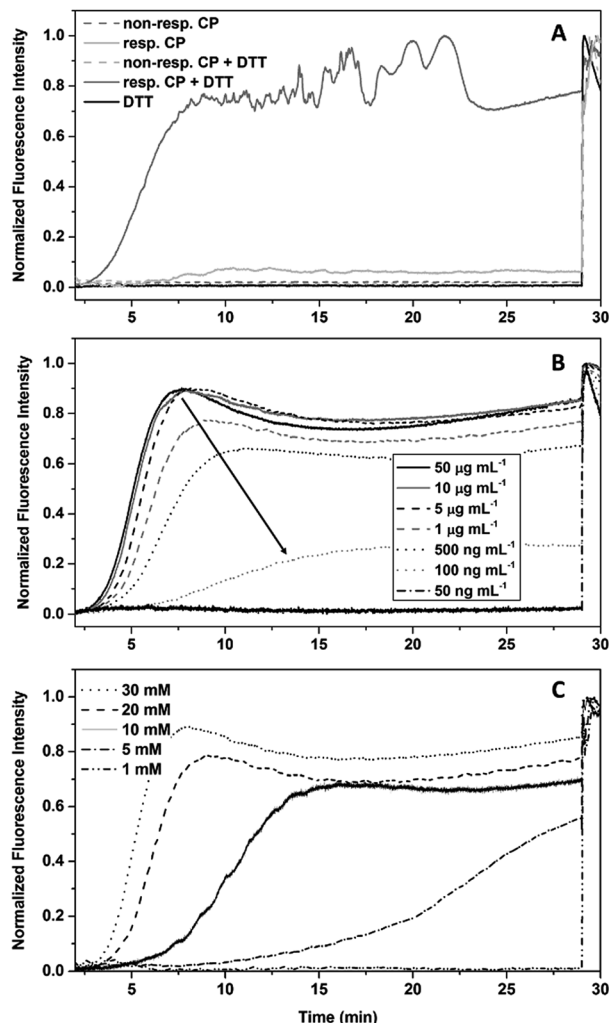 A
non-resp. CP
resp. CP
non-resp. CP + DTT
resp. CP + DTT
DTT
Normalized Fluorescence Intensity
1.0
0.8
0.6
0.4
0.2
0.0
5 10 15 20 25 30
B
Normalized Fluorescence Intensity
1.0
0.8
0.6
0.4
0.2
0.0
50 µg mL⁻¹
10 µg mL⁻¹
5 µg mL⁻¹
1 µg mL⁻¹
500 ng mL⁻¹
100 ng mL⁻¹
50 ng mL⁻¹
5 10 15 20 25 30
C
30 mM
20 mM
10 mM
5 mM
1 mM
Normalized Fluorescence Intensity
1.0
0.8
0.6
0.4
0.2
0.0
5 10 15 20 25 30
Time (min)